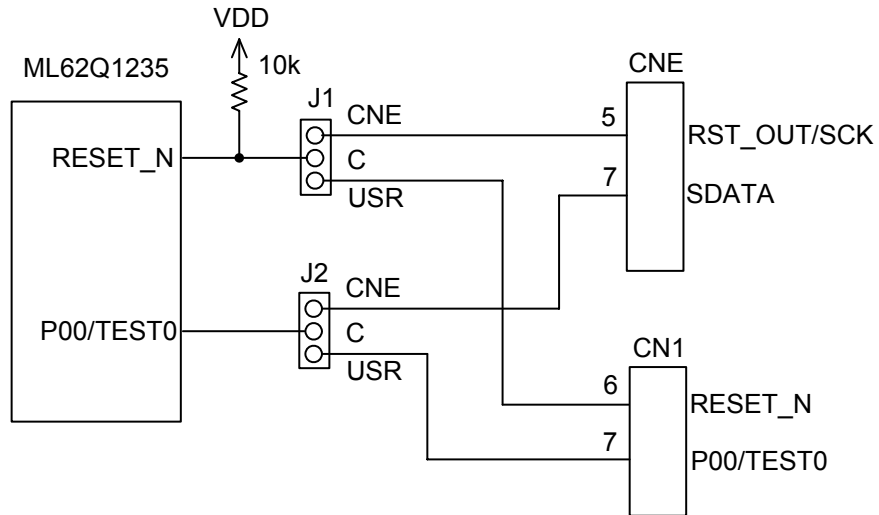 VDD
ML62Q1235
10k
CNE
J1
CNE
5
RST_OUT/SCK
RESET_N
C
7
SDATA
USR
J2
CNE
P00/TEST0
C
USR
CN1
6
RESET_N
7
P00/TEST0